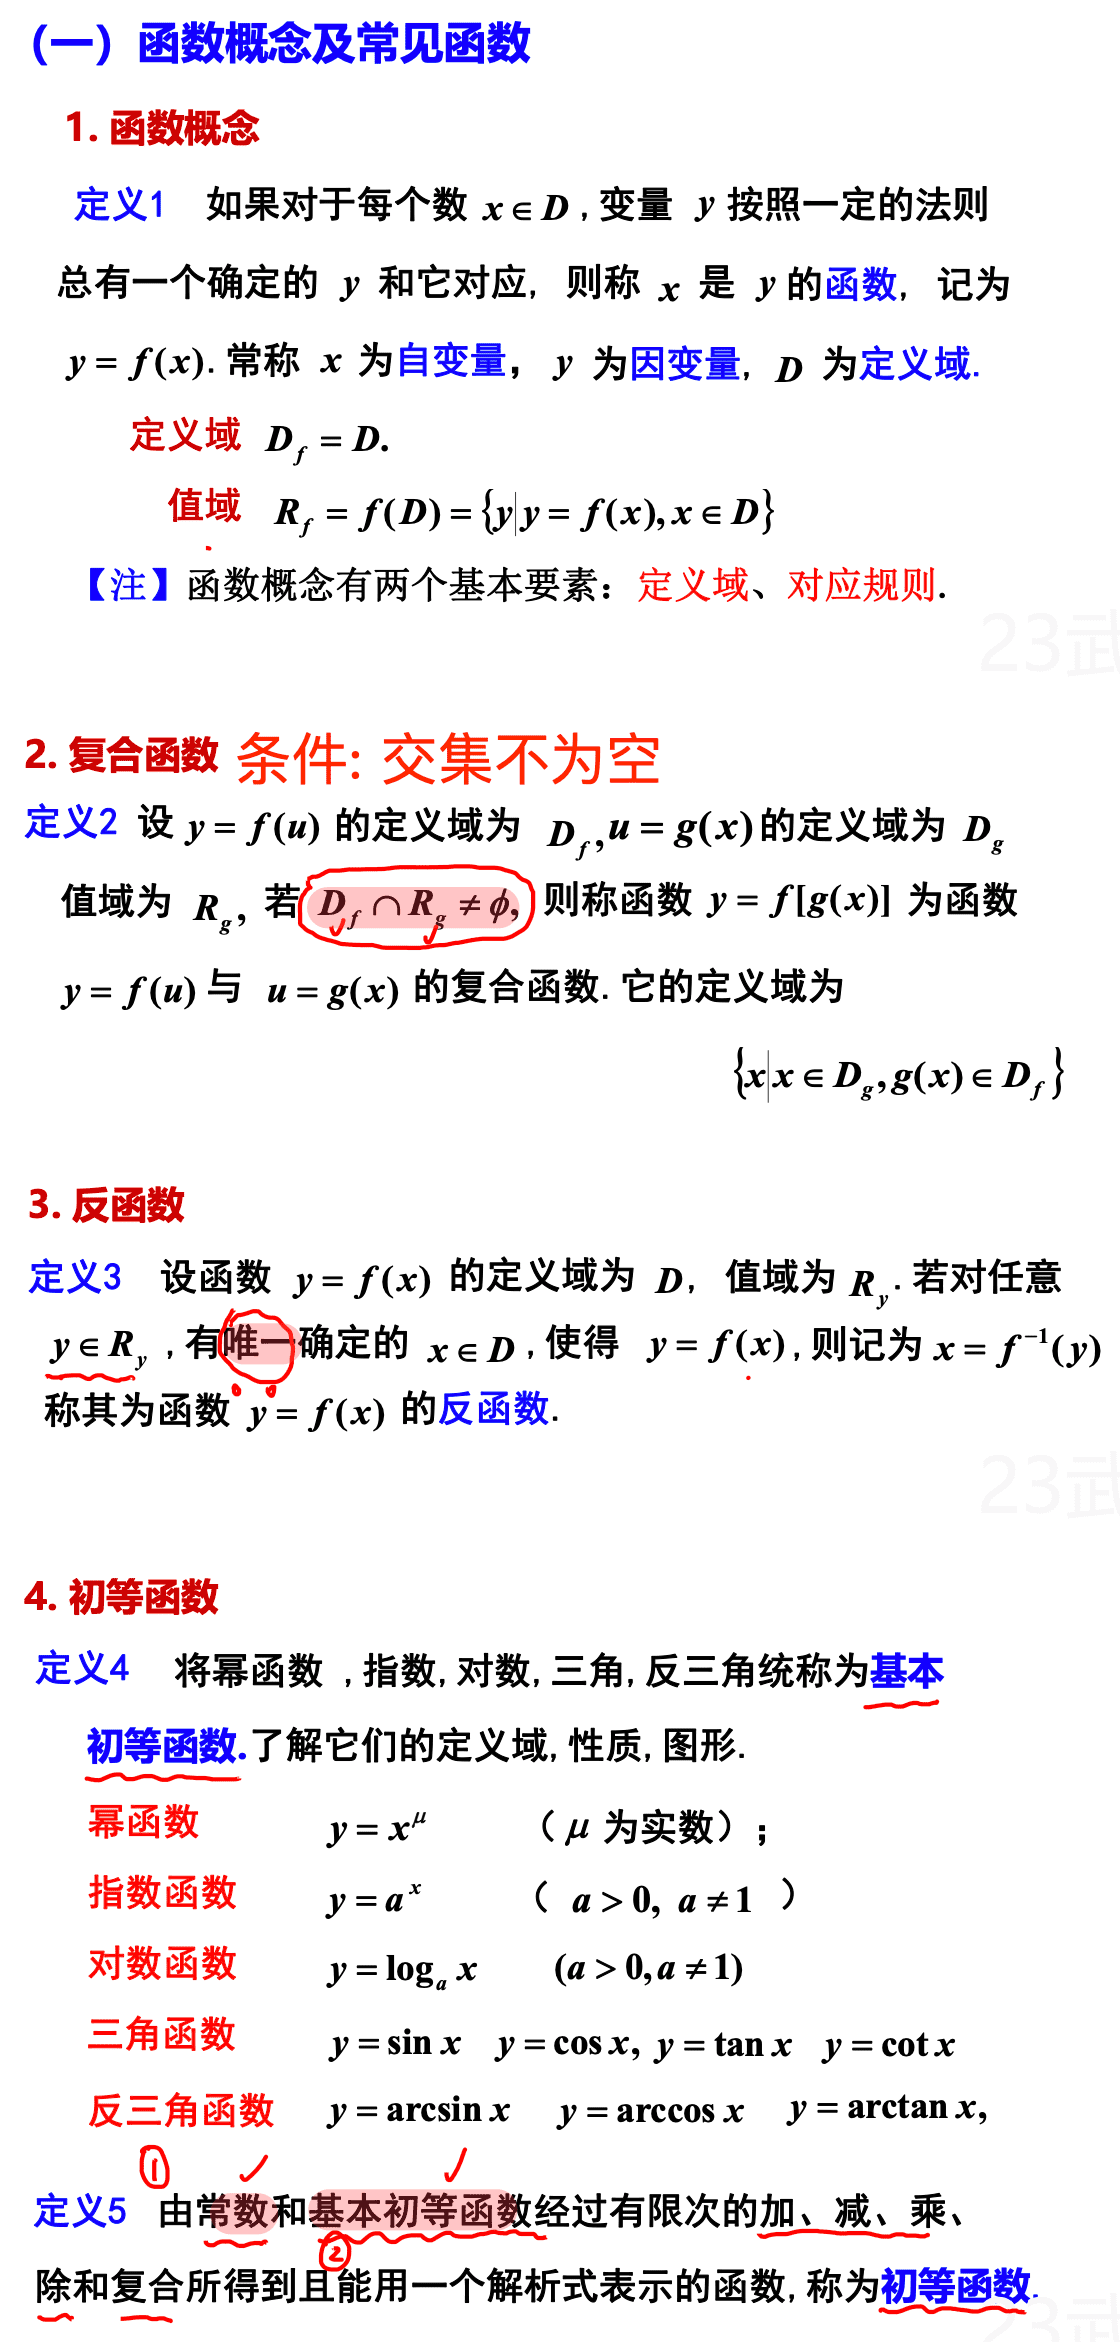 （一）函数概念及常见函数
1. 函数概念
定义1 如果对于每个数 x ∈ D ,变量 y 按照一定的法则
总有一个确定的 y 和它对应, 则称 x 是 y 的函数, 记为
y = f(x). 常称 x 为自变量, y 为因变量, D 为定义域.
定义域 D_f = D.
值域 R_f = f(D) = {y|y = f(x), x ∈ D}
【注】函数概念有两个基本要素：定义域、对应规则.
23武
2. 复合函数 条件: 交集不为空
定义2 设 y = f(u) 的定义域为 D_f, u = g(x)的定义域为 D_g
值域为 R_g, 若 D_f ∩ R_g ≠ ϕ, 则称函数 y = f[g(x)] 为函数
y = f(u) 与 u = g(x) 的复合函数. 它的定义域为
{x|x ∈ D_g, g(x) ∈ D_f}
3. 反函数
定义3 设函数 y = f(x) 的定义域为 D, 值域为 R_y. 若对任意
y ∈ R_y ,有唯一确定的 x ∈ D ,使得 y = f(x), 则记为 x = f⁻¹(y)
称其为函数 y = f(x) 的反函数.
23武
4. 初等函数
定义4 将幂函数 ,指数,对数,三角,反三角统称为基本
初等函数.了解它们的定义域,性质,图形.
幂函数 y = x^μ （ μ 为实数）；
指数函数 y = a^x （ a > 0, a ≠ 1 ）
对数函数 y = log_a x (a > 0, a ≠ 1)
三角函数 y = sin x y = cos x, y = tan x y = cot x
反三角函数 y = arcsin x y = arccos x y = arctan x,
①
定义5 由常数和基本初等函数经过有限次的加、减、乘、
②
除和复合所得到且能用一个解析式表示的函数,称为初等函数.
23武